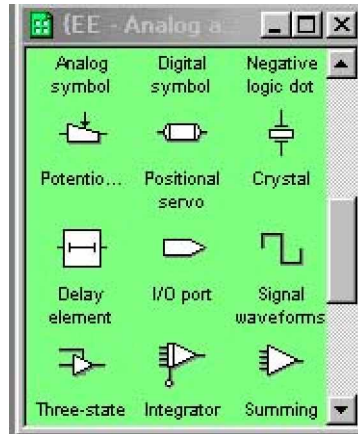 {EE - Analog a
Analog symbol
Digital symbol
Negative logic dot
Potentio...
Positional servo
Crystal
Delay element
I/O port
Signal waveforms
Three-state
Integrator
Summing